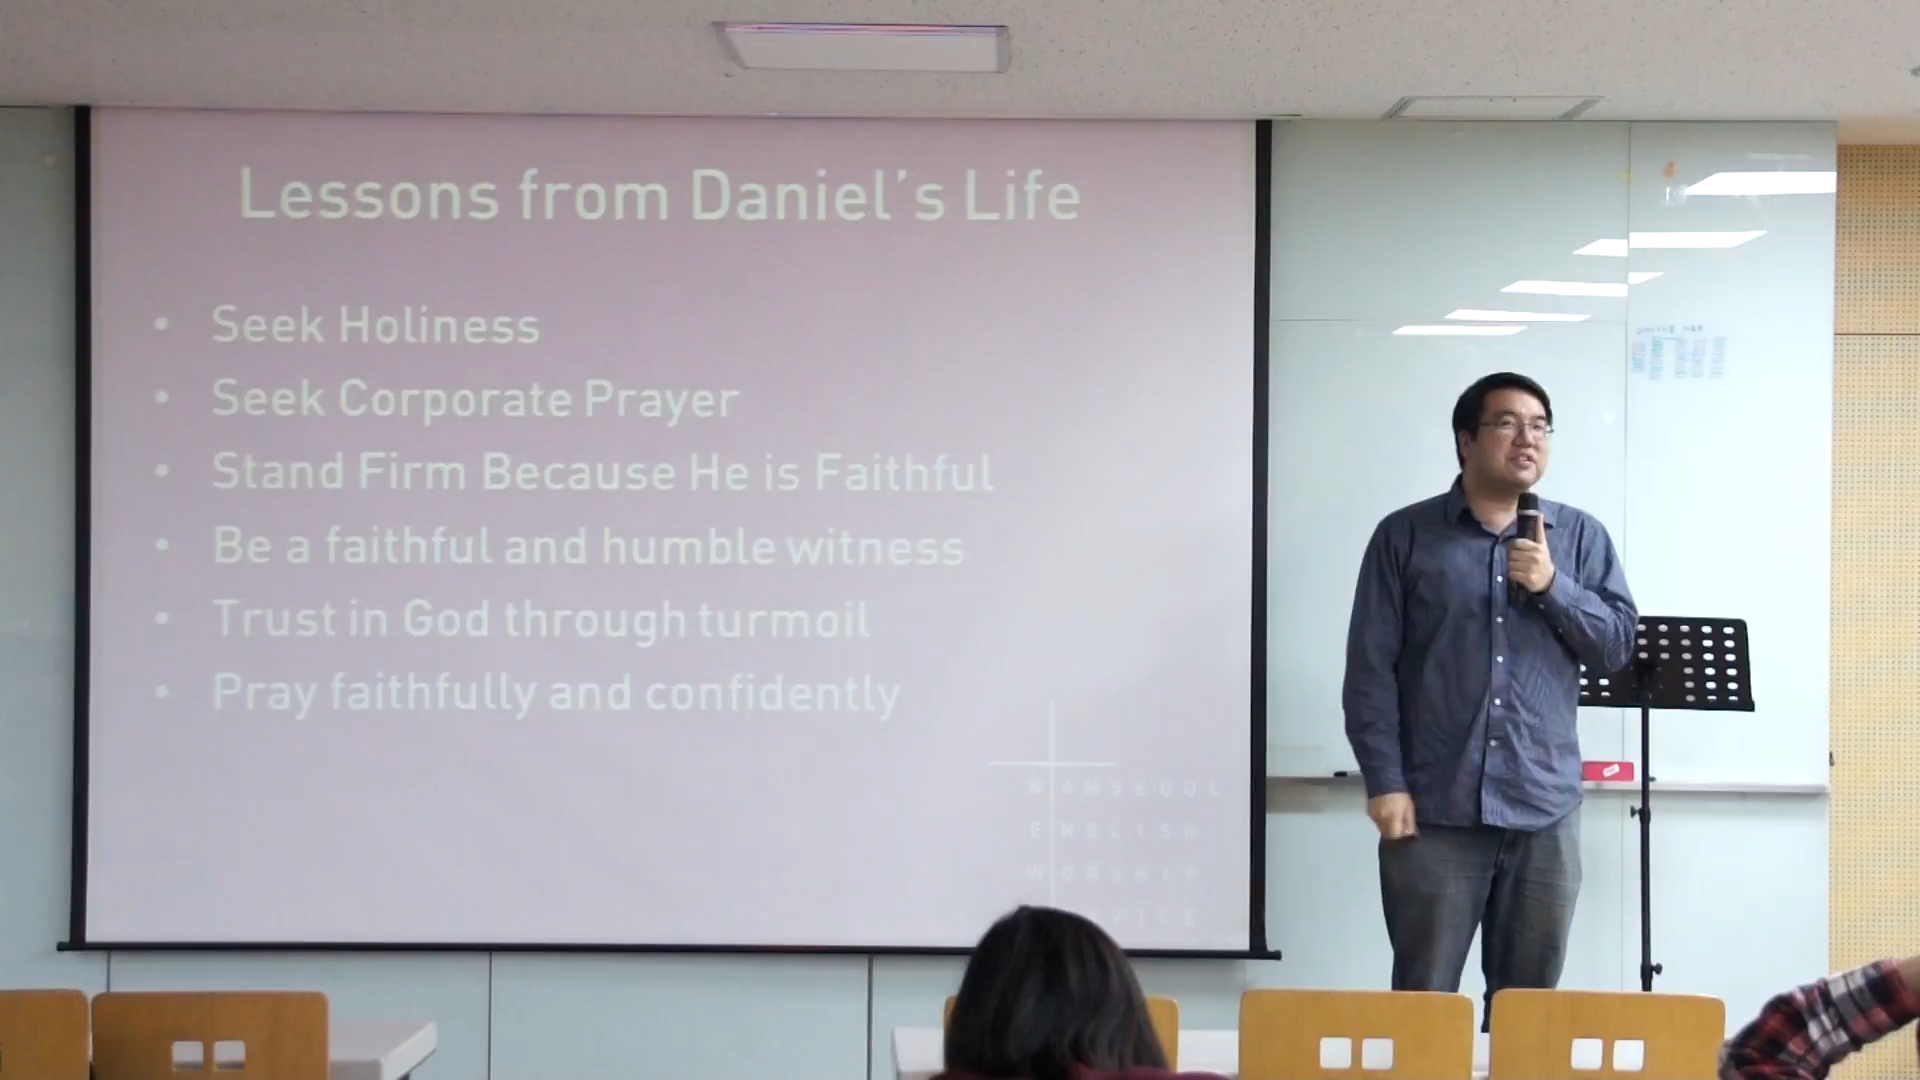 Lessons from Daniel's Life
• Seek Holiness
• Seek Corporate Prayer
• Stand Firm Because He is Faithful
• Be a faithful and humble witness
• Trust in God through turmoil
• Pray faithfully and confidently
NAMSEOUL
ENGLISH
WORSHIP